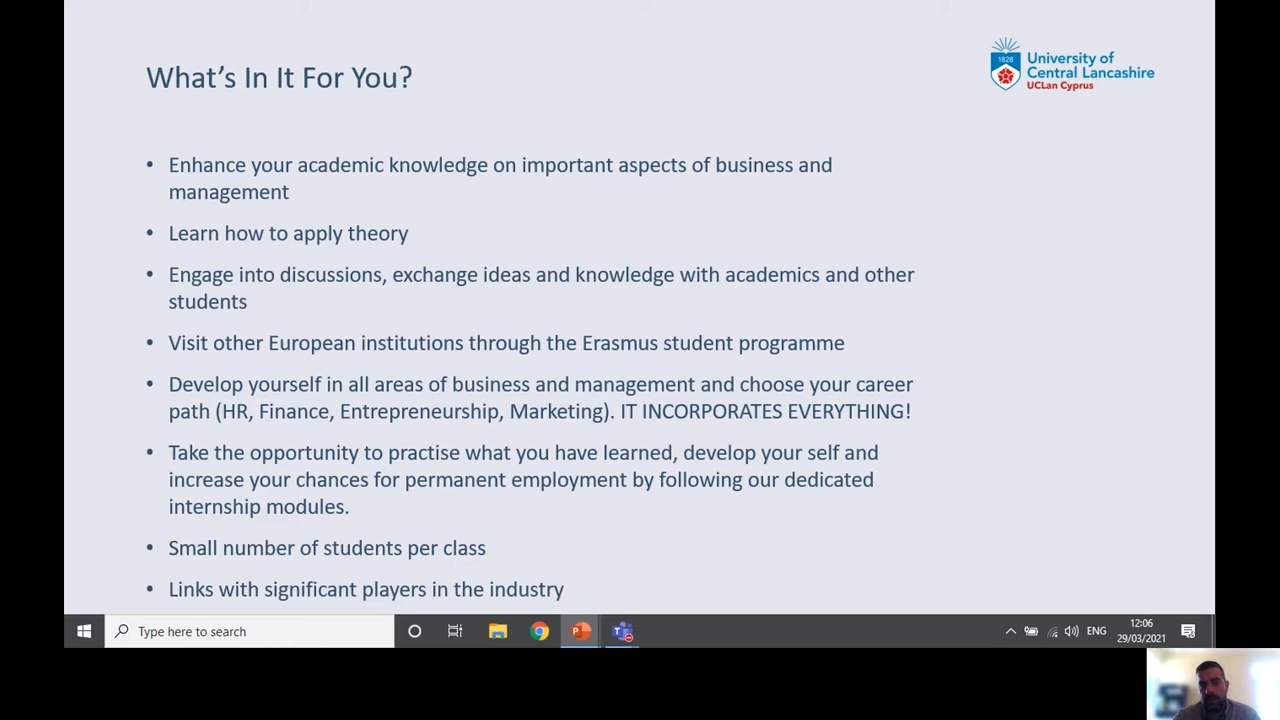 What's In It For You?
1828
University of
Central Lancashire
UCLan Cyprus
• Enhance your academic knowledge on important aspects of business and
management
• Learn how to apply theory
• Engage into discussions, exchange ideas and knowledge with academics and other
students
• Visit other European institutions through the Erasmus student programme
• Develop yourself in all areas of business and management and choose your career
path (HR, Finance, Entrepreneurship, Marketing). IT INCORPORATES EVERYTHING!
• Take the opportunity to practise what you have learned, develop your self and
increase your chances for permanent employment by following our dedicated
internship modules.
• Small number of students per class
• Links with significant players in the industry
Type here to search
ENG
12:06
29/03/2021